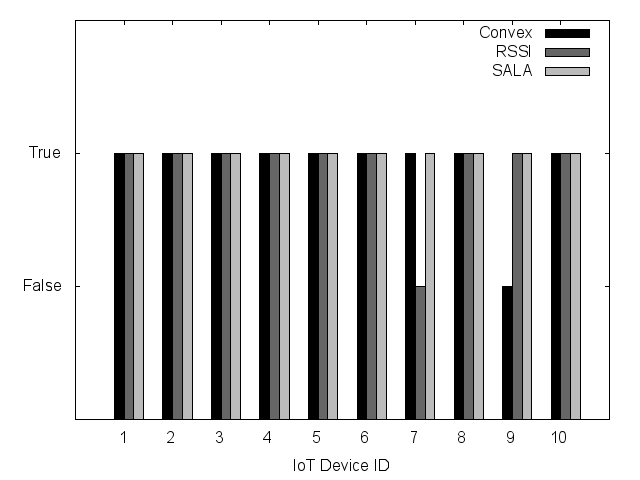 Convex
RSSI
SALA
True
False
1 2 3 4 5 6 7 8 9 10
IoT Device ID